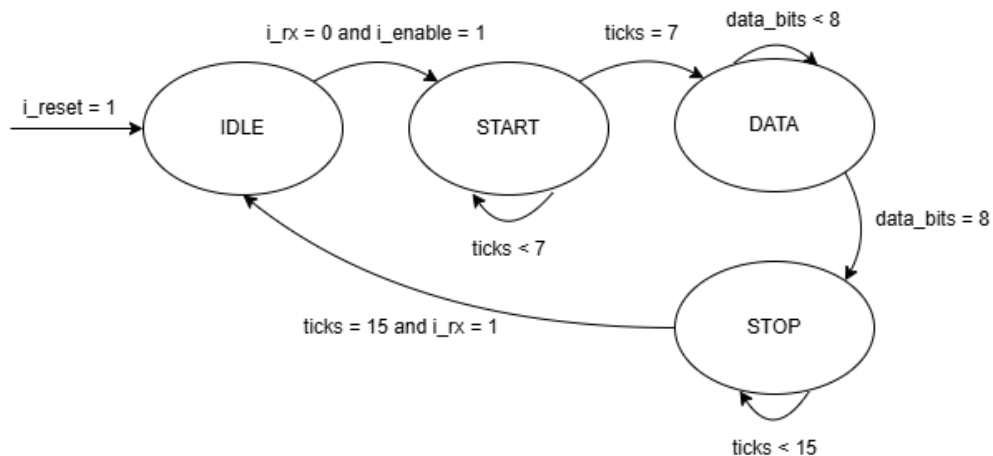 data_bits < 8
i_rx = 0 and i_enable = 1
ticks = 7
i_reset = 1
IDLE
START
DATA
data_bits = 8
ticks < 7
ticks = 15 and i_rx = 1
STOP
ticks < 15